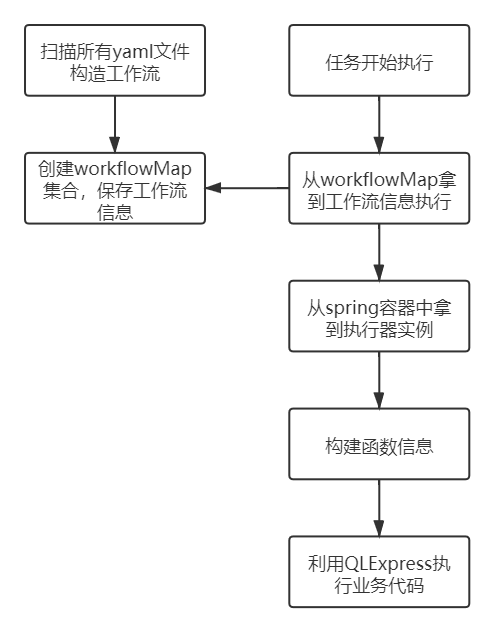 扫描所有yaml文件
构造工作流
任务开始执行
创建workflowMap
集合，保存工作流
信息
从workflowMap拿
到工作流信息执行
从spring容器中拿
到执行器实例
构建函数信息
利用QLExpress执
行业务代码